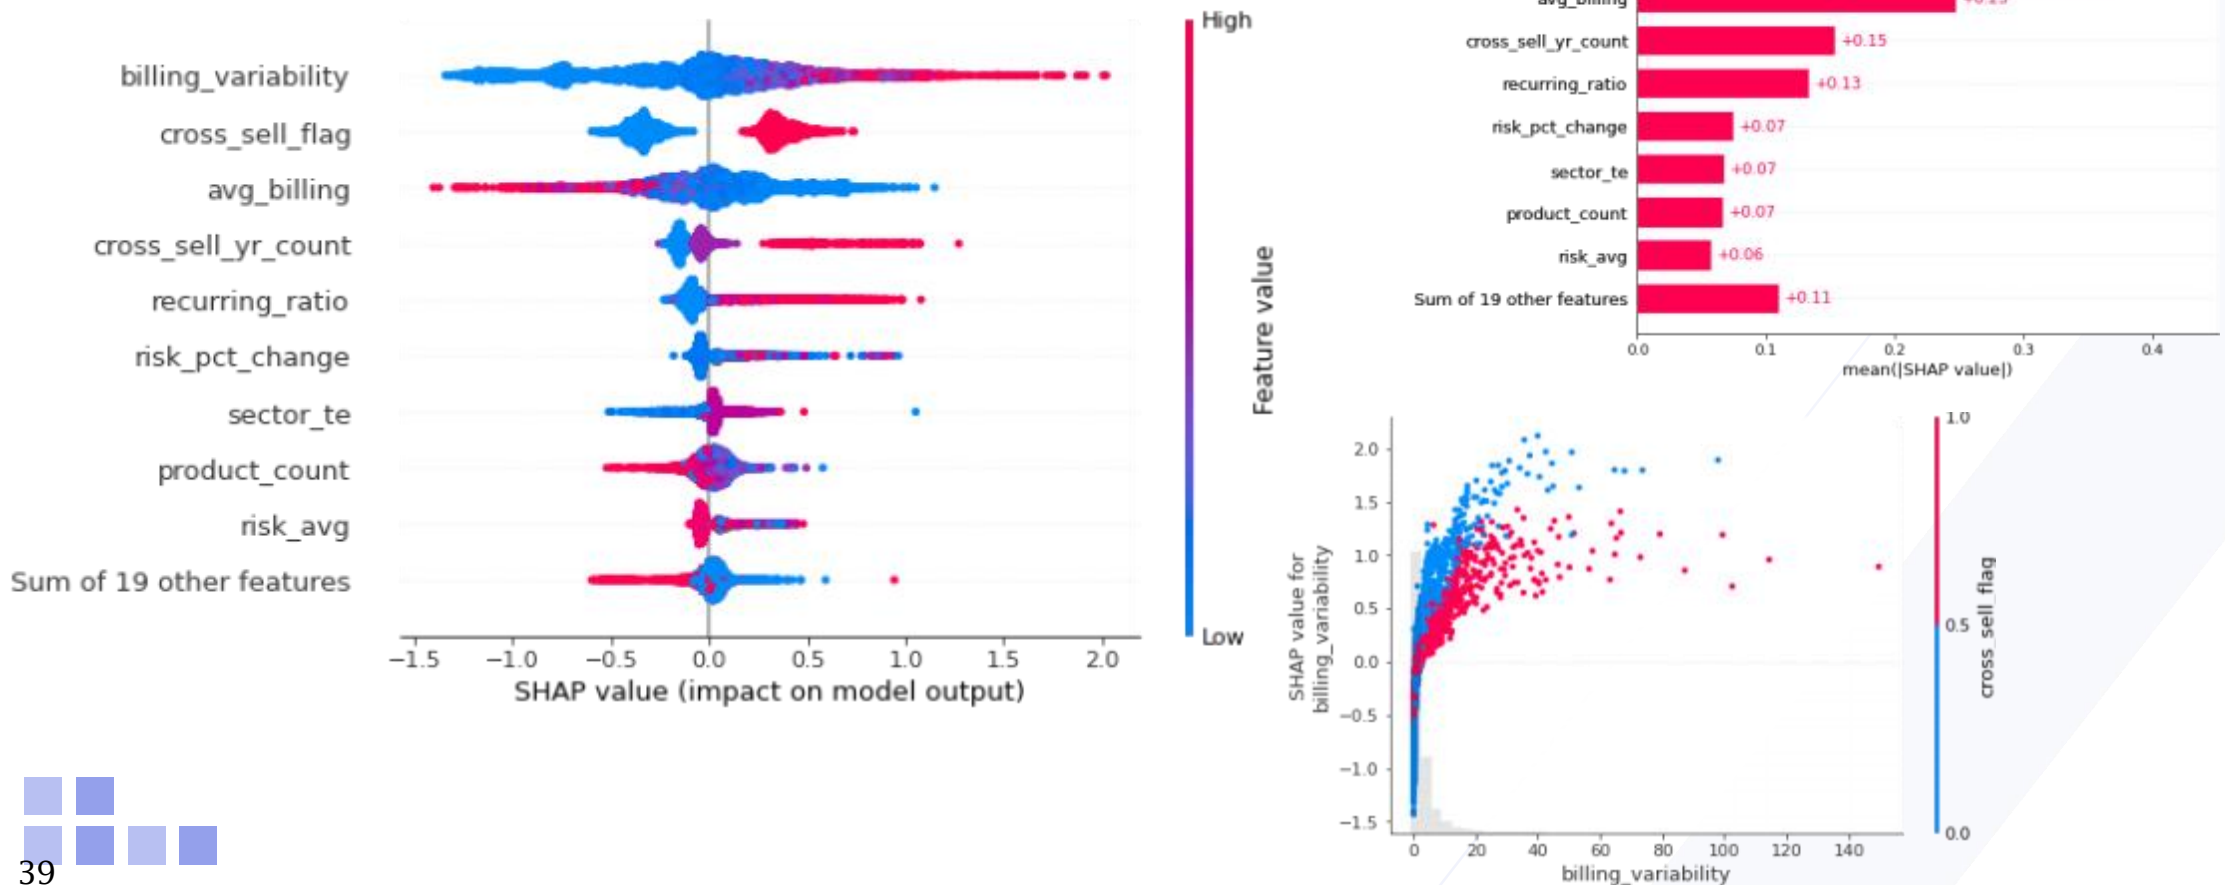 High
billing_variability
cross_sell_flag
avg_billing
cross_sell_yr_count
recurring_ratio
risk_pct_change
sector_te
product_count
risk_avg
Sum of 19 other features
Feature value
Low
−1.5 −1.0 −0.5 0.0 0.5 1.0 1.5 2.0
SHAP value (impact on model output)
avg_billing
cross_sell_yr_count +0.15
recurring_ratio +0.13
risk_pct_change +0.07
sector_te +0.07
product_count +0.07
risk_avg +0.06
Sum of 19 other features +0.11
0.0 0.1 0.2 0.3 0.4
mean(|SHAP value|)
2.0
1.5
1.0
0.5
0.0
−0.5
−1.0
−1.5
SHAP value for
billing_variability
0 20 40 60 80 100 120 140
billing_variability
1.0
0.5
0.0
cross_sell_flag
39